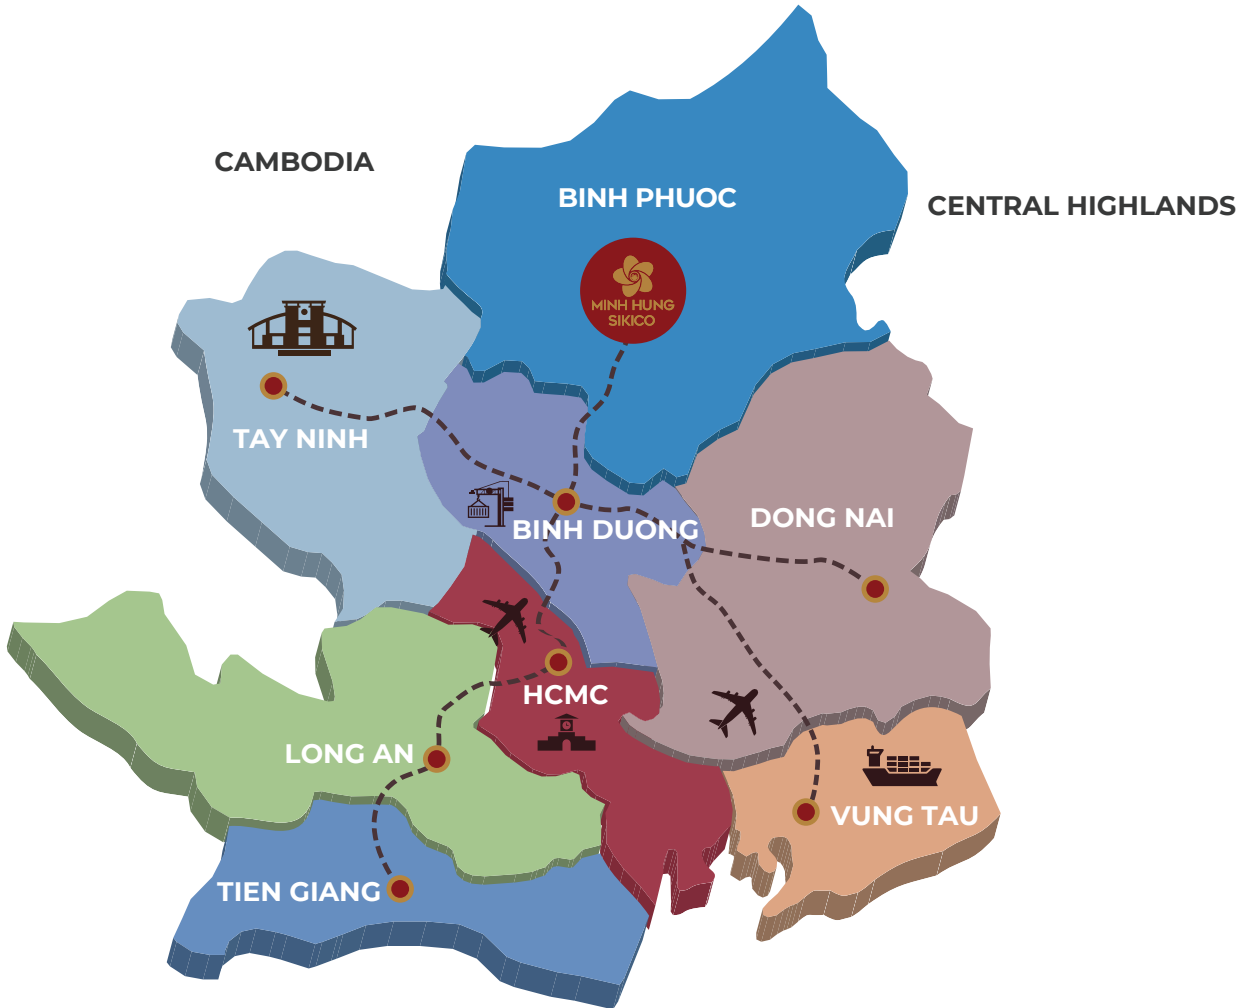 CAMBODIA
BINH PHUOC
CENTRAL HIGHLANDS
MINH HUNG
SIKICO
TAY NINH
BINH DUONG
DONG NAI
HCMC
LONG AN
VUNG TAU
TIEN GIANG